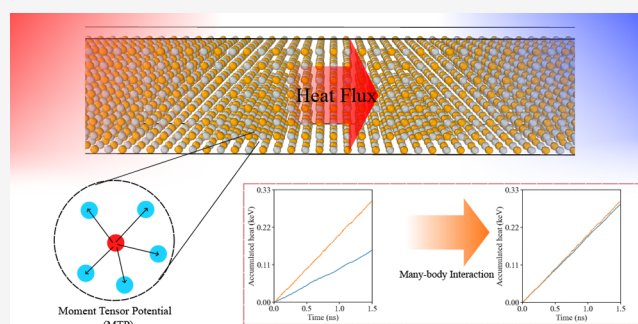 Heat Flux
Moment Tensor Potential
(MTP)
Accumulated heat (keV)
0.33
0.22
0.11
0.00
0.0 0.5 1.0 1.5
Time (ns)
Many-body Interaction
Accumulated heat (keV)
0.33
0.22
0.11
0.00
0.0 0.5 1.0 1.5
Time (ns)